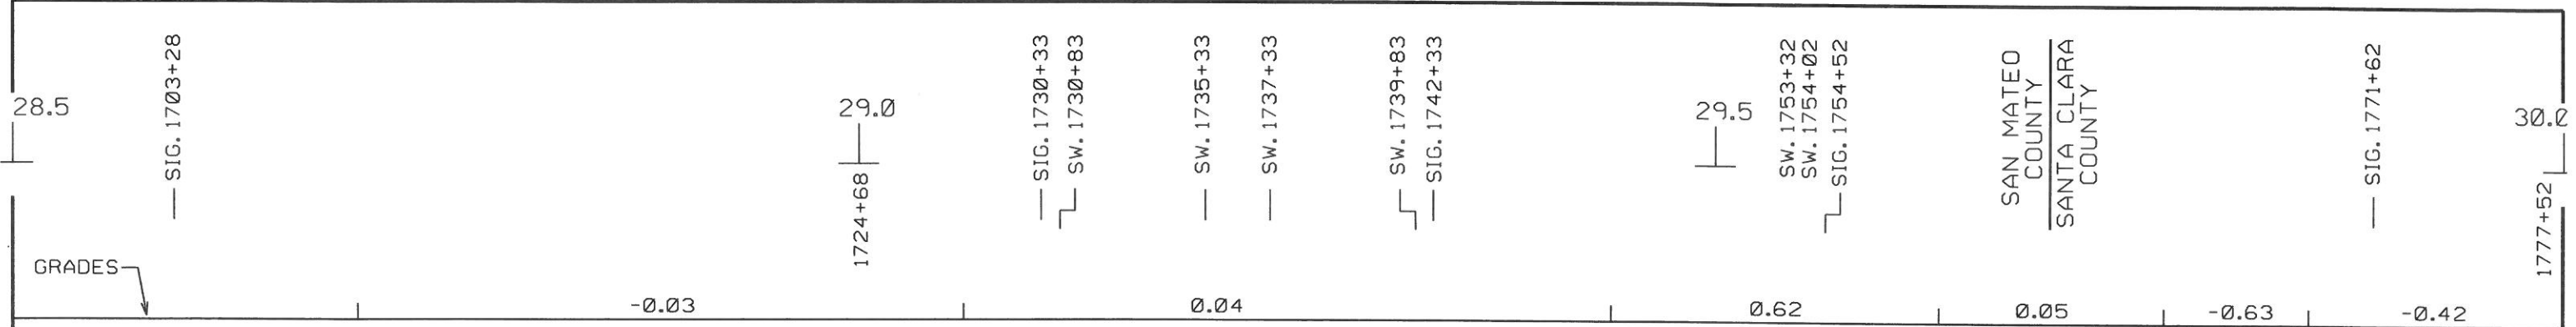 28.5
SIG. 1703+28
29.0
1724+68
SIG. 1730+33
SW. 1730+83
SW. 1735+33
SW. 1737+33
SW. 1739+83
SIG. 1742+33
29.5
SW. 1753+32
SW. 1754+02
SIG. 1754+52
SAN MATEO
COUNTY
SANTA CLARA
COUNTY
SIG. 1771+62
30.0
1777+52
GRADES
-0.03
0.04
0.62
0.05
-0.63
-0.42